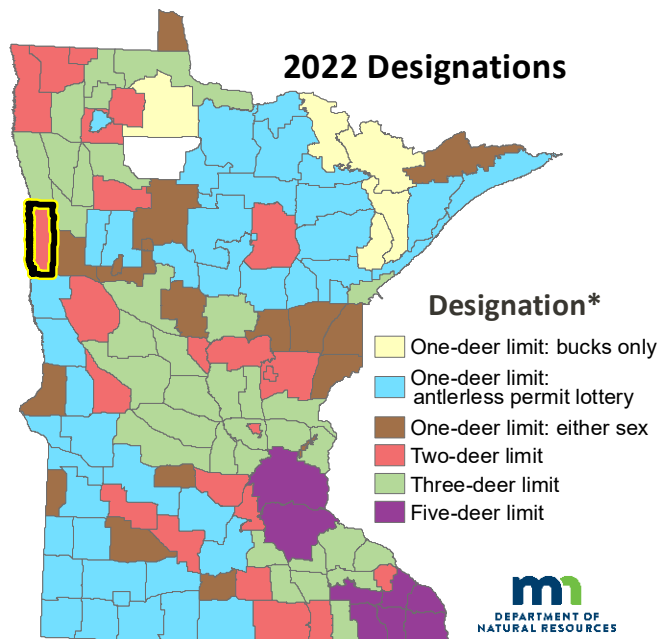 2022 Designations
Designation*
One-deer limit: bucks only
One-deer limit:
antlerless permit lottery
One-deer limit: either sex
Two-deer limit
Three-deer limit
Five-deer limit
mn
DEPARTMENT OF
NATURAL RESOURCES